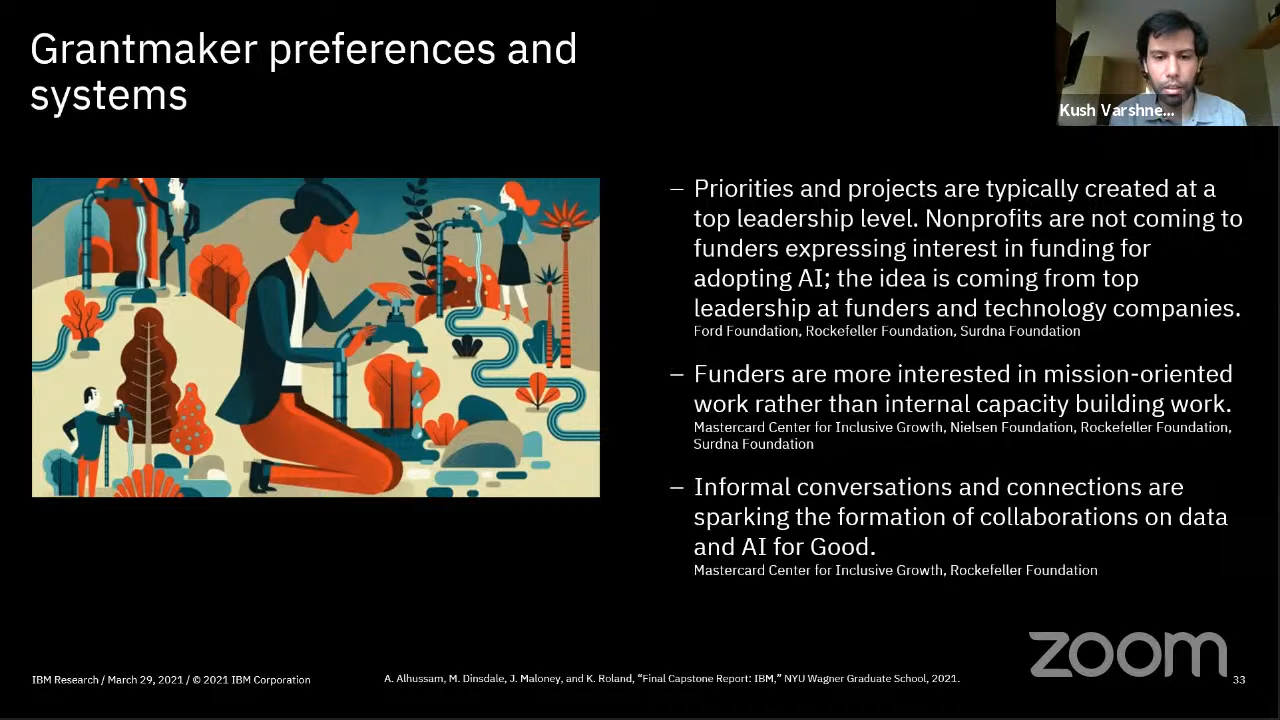 Grantmaker preferences and
systems
Kush Varshne...
– Priorities and projects are typically created at a
top leadership level. Nonprofits are not coming to
funders expressing interest in funding for
adopting AI; the idea is coming from top
leadership at funders and technology companies.
Ford Foundation, Rockefeller Foundation, Surdna Foundation
– Funders are more interested in mission-oriented
work rather than internal capacity building work.
Mastercard Center for Inclusive Growth, Nielsen Foundation, Rockefeller Foundation,
Surdna Foundation
– Informal conversations and connections are
sparking the formation of collaborations on data
and AI for Good.
Mastercard Center for Inclusive Growth, Rockefeller Foundation
zoom
IBM Research / March 29, 2021 / © 2021 IBM Corporation
A. Alhussam, M. Dinsdale, J. Maloney, and K. Roland, “Final Capstone Report: IBM,” NYU Wagner Graduate School, 2021.
33